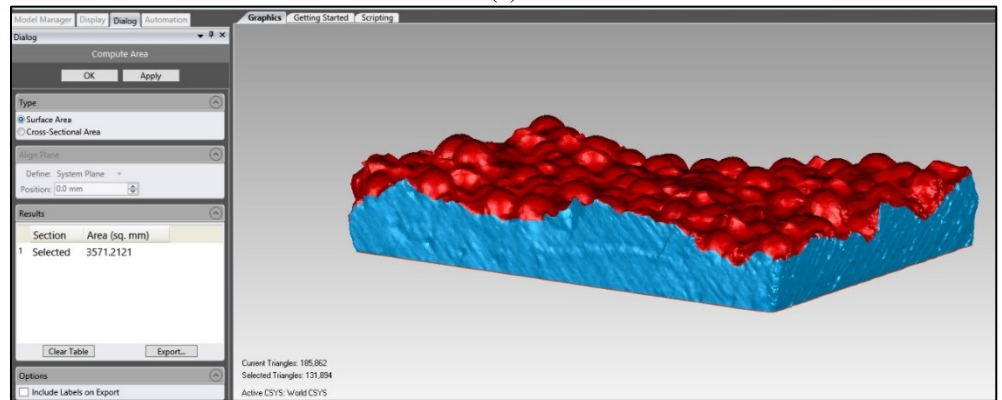 Model Manager Display Dialog Automation
Graphics Getting Started Scripting
Dialog
Compute Area
OK Apply
Type
Surface Area
Cross-Sectional Area
Align Plane
Define: System Plane
Position: 0.0 mm
Results
Section Area (sq. mm)
1 Selected 3571.2121
Clear Table Export...
Options
Include Labels on Export
Current Triangles: 185,862
Selected Triangles: 131,894
Active CSYS: World CSYS